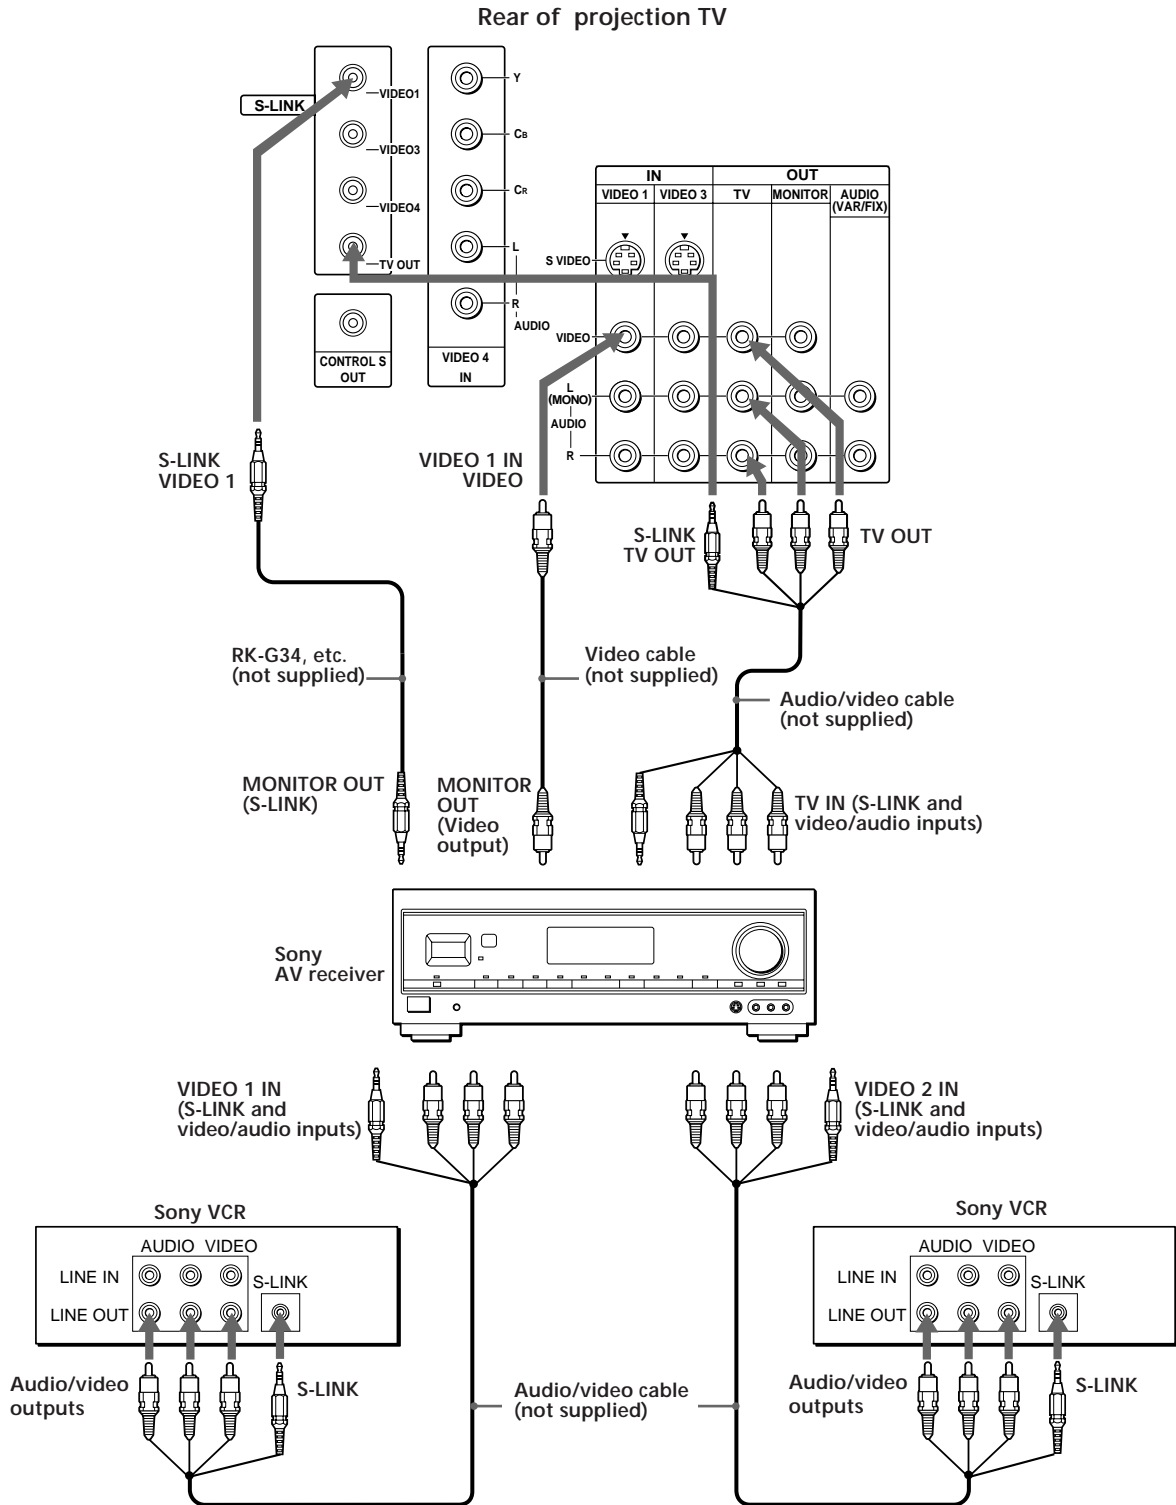 Rear of projection TV
S-LINK
VIDEO1
VIDEO3
VIDEO4
TV OUT
CONTROL S
OUT
Y
CB
CR
L
R
AUDIO
VIDEO 4
IN
IN
OUT
VIDEO 1
VIDEO 3
TV
MONITOR
AUDIO
(VAR/FIX)
S VIDEO
VIDEO
L
(MONO)
AUDIO
R
S-LINK
VIDEO 1
VIDEO 1 IN
VIDEO
S-LINK
TV OUT
TV OUT
RK-G34, etc.
(not supplied)
Video cable
(not supplied)
Audio/video cable
(not supplied)
MONITOR OUT
(S-LINK)
MONITOR
OUT
(Video
output)
TV IN (S-LINK and
video/audio inputs)
Sony
AV receiver
VIDEO 1 IN
(S-LINK and
video/audio inputs)
VIDEO 2 IN
(S-LINK and
video/audio inputs)
Sony VCR
AUDIO VIDEO
LINE IN
S-LINK
LINE OUT
Audio/video
outputs
S-LINK
Audio/video cable
(not supplied)
Sony VCR
AUDIO VIDEO
LINE IN
S-LINK
LINE OUT
Audio/video
outputs
S-LINK